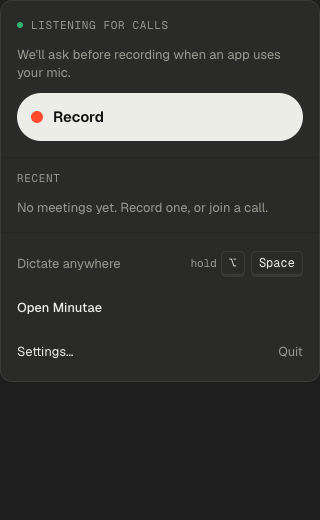 LISTENING FOR CALLS
We'll ask before recording when an app uses
your mic.
Record
RECENT
No meetings yet. Record one, or join a call.
Dictate anywhere hold ⌥ Space
Open Minutae
Settings… Quit